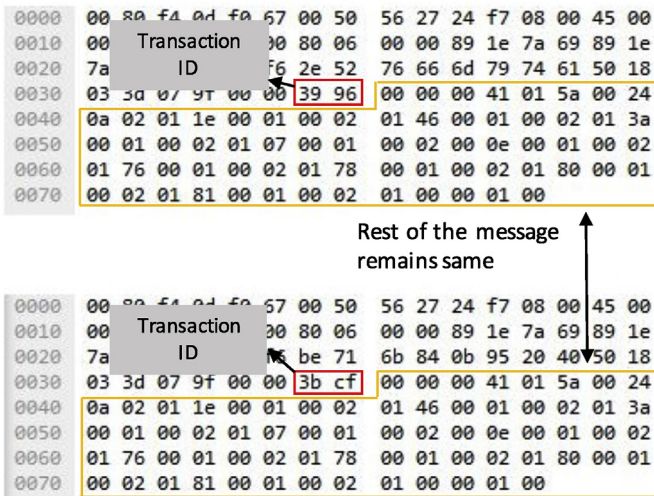 0000 00 80 f4 0d f0 67 00 50 56 27 24 f7 08 00 45 00
0010 00 00 80 06 00 00 89 1e 7a 69 89 1e
Transaction
ID
0020 7a f6 2e 52 76 66 6d 79 74 61 50 18
0030 03 3d 07 9f 00 00 39 96 00 00 00 41 01 5a 00 24
0040 0a 02 01 1e 00 01 00 02 01 46 00 01 00 02 01 3a
0050 00 01 00 02 01 07 00 01 00 02 00 0e 00 01 00 02
0060 01 76 00 01 00 02 01 78 00 01 00 02 01 80 00 01
0070 00 02 01 81 00 01 00 02 01 00 00 01 00
Rest of the message
remains same
0000 00 80 f4 0d f0 67 00 50 56 27 24 f7 08 00 45 00
0010 00 00 80 06 00 00 89 1e 7a 69 89 1e
Transaction
ID
0020 7a be 71 6b 84 0b 95 20 40 50 18
0030 03 3d 07 9f 00 00 3b cf 00 00 00 41 01 5a 00 24
0040 0a 02 01 1e 00 01 00 02 01 46 00 01 00 02 01 3a
0050 00 01 00 02 01 07 00 01 00 02 00 0e 00 01 00 02
0060 01 76 00 01 00 02 01 78 00 01 00 02 01 80 00 01
0070 00 02 01 81 00 01 00 02 01 00 00 01 00